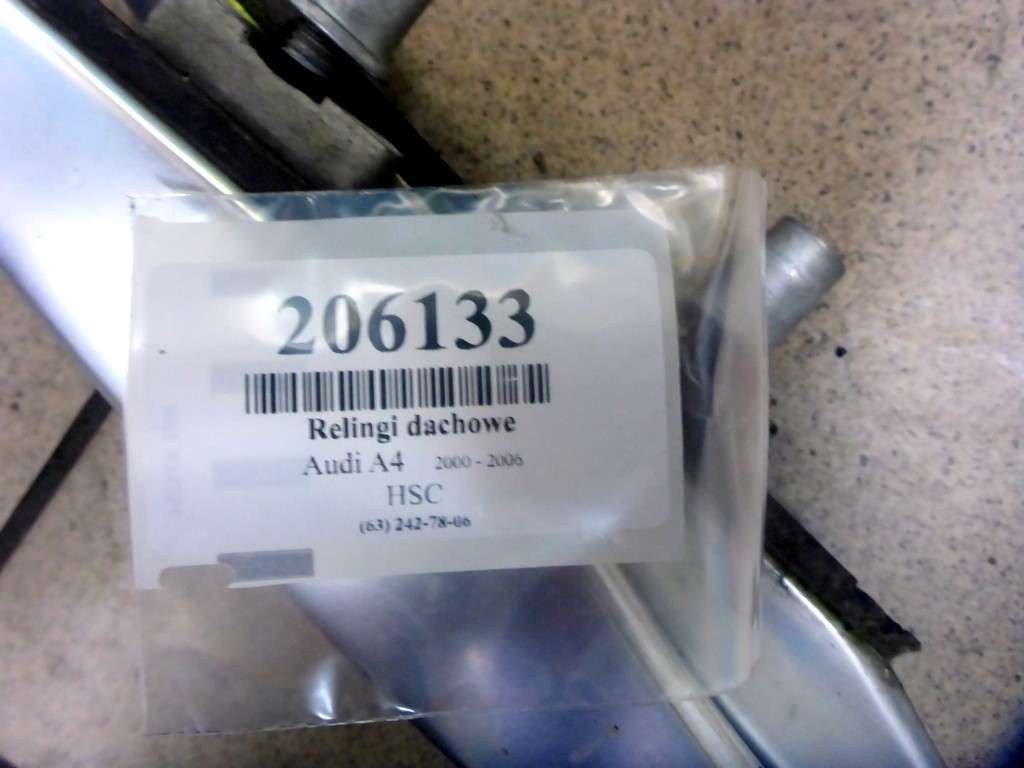 206133
Relingi dachowe
Audi A4 2000 - 2006
HSC
(63) 242-78-06